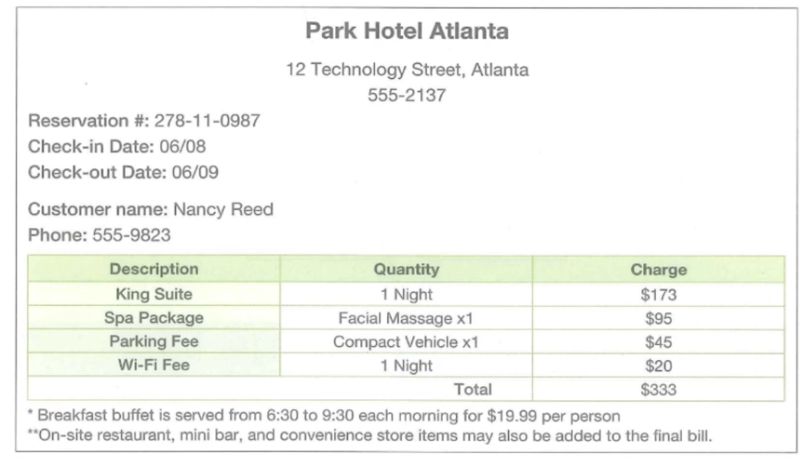 Park Hotel Atlanta
12 Technology Street, Atlanta
555-2137
Reservation #: 278-11-0987
Check-in Date: 06/08
Check-out Date: 06/09
Customer name: Nancy Reed
Phone: 555-9823
Description Quantity Charge
King Suite 1 Night $173
Spa Package Facial Massage x1 $95
Parking Fee Compact Vehicle x1 $45
Wi-Fi Fee 1 Night $20
Total $333
* Breakfast buffet is served from 6:30 to 9:30 each morning for $19.99 per person
**On-site restaurant, mini bar, and convenience store items may also be added to the final bill.